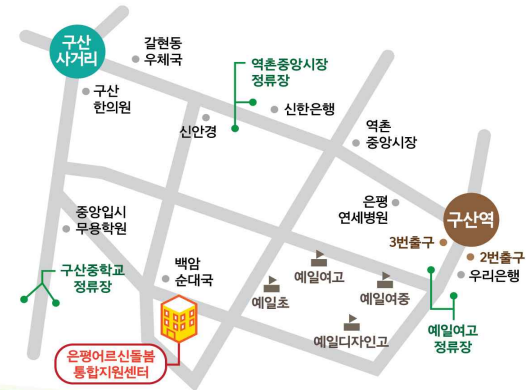 구산
사거리
갈현동
우체국
역촌중앙시장
정류장
구산
한의원
신한은행
신안경
역촌
중앙시장
은평
연세병원
구산역
3번출구
2번출구
우리은행
중앙입시
무용학원
구산중학교
정류장
백암
순대국
예일여고
예일초
예일여중
예일디자인고
예일여고
정류장
은평어르신돌봄
통합지원센터